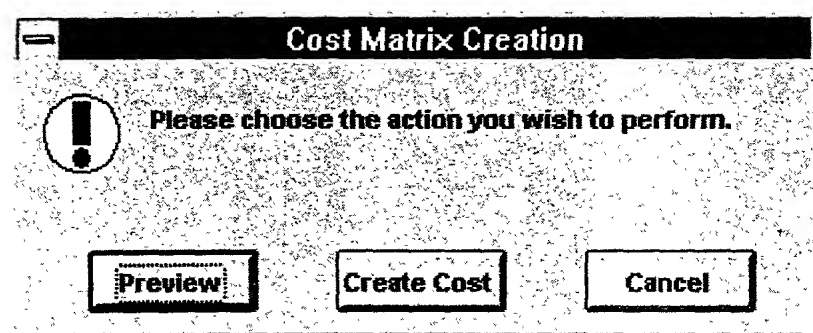 Cost Matrix Creation
Please choose the action you wish to perform.
Preview Create Cost Cancel